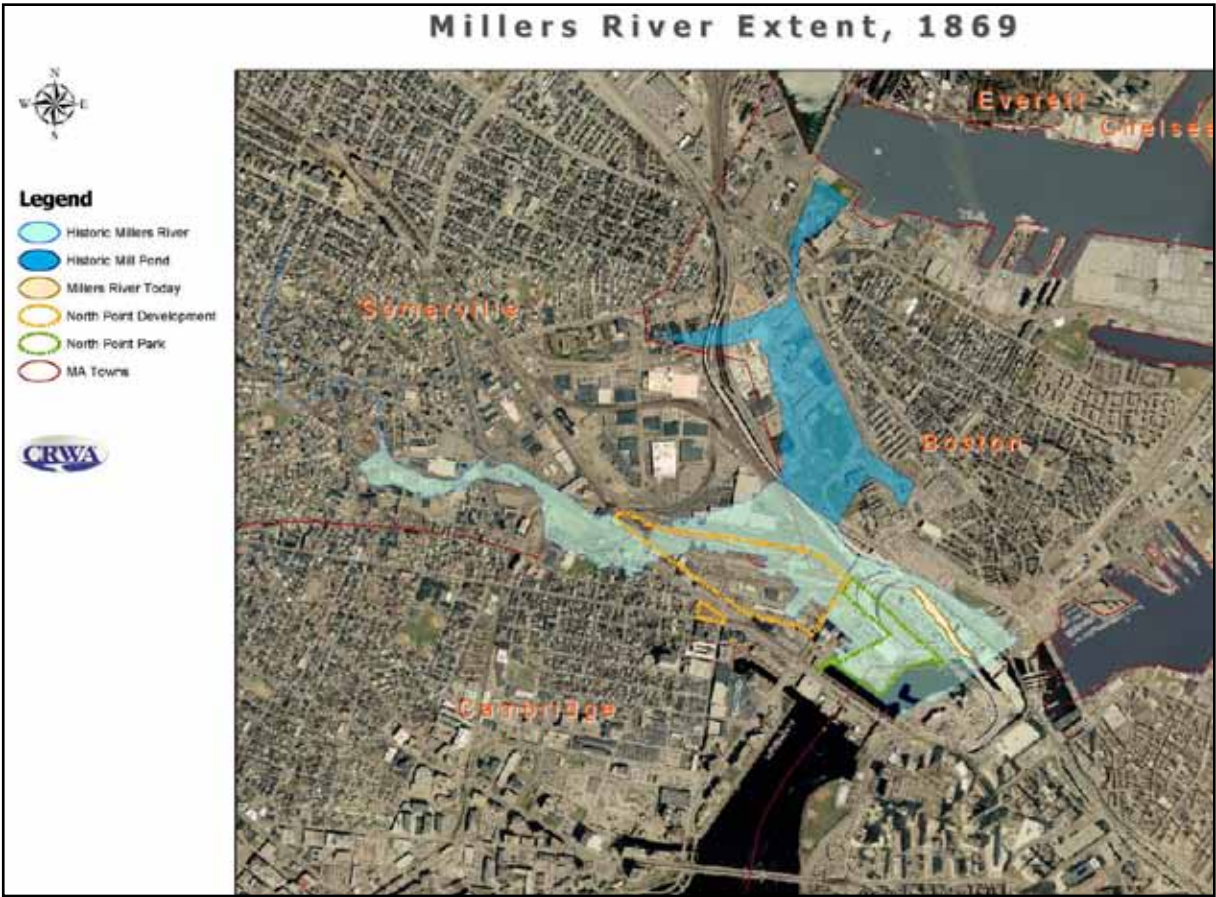 Millers River Extent, 1869
N
W E
S
Legend
Historic Millers River
Historic Mill Pond
Millers River Today
North Point Development
North Point Park
MA Towns
CRWA
Everett
Chelsea
Somerville
Boston
Cambridge